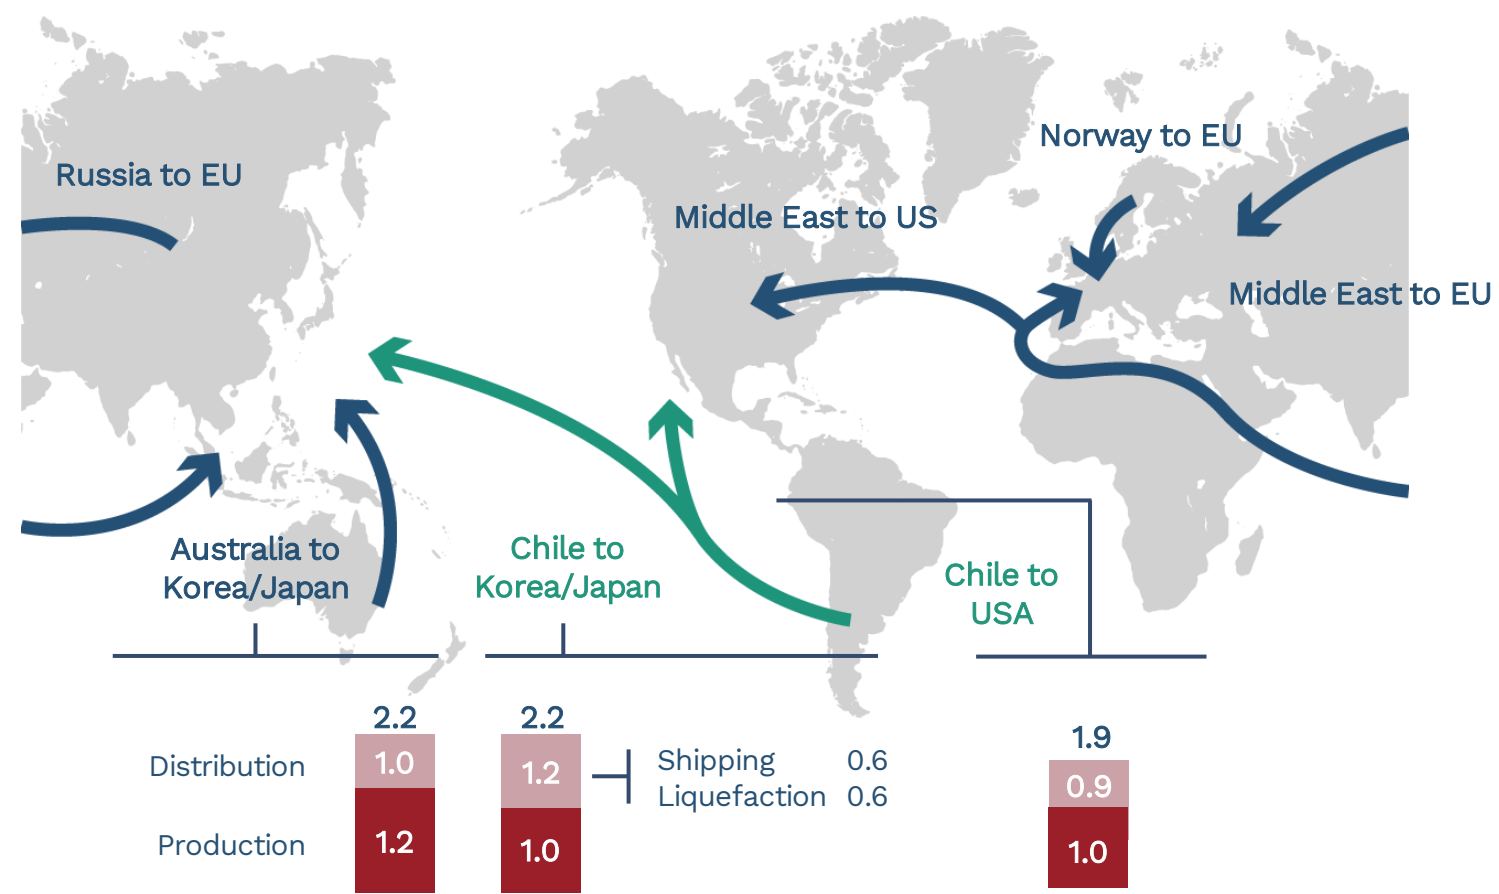 Norway to EU
Russia to EU
Middle East to US
Middle East to EU
Australia to
Korea/Japan
Chile to
Korea/Japan
Chile to
USA
2.2
2.2
1.9
Distribution
1.0
1.2
Shipping 0.6
Liquefaction 0.6
0.9
Production
1.2
1.0
1.0